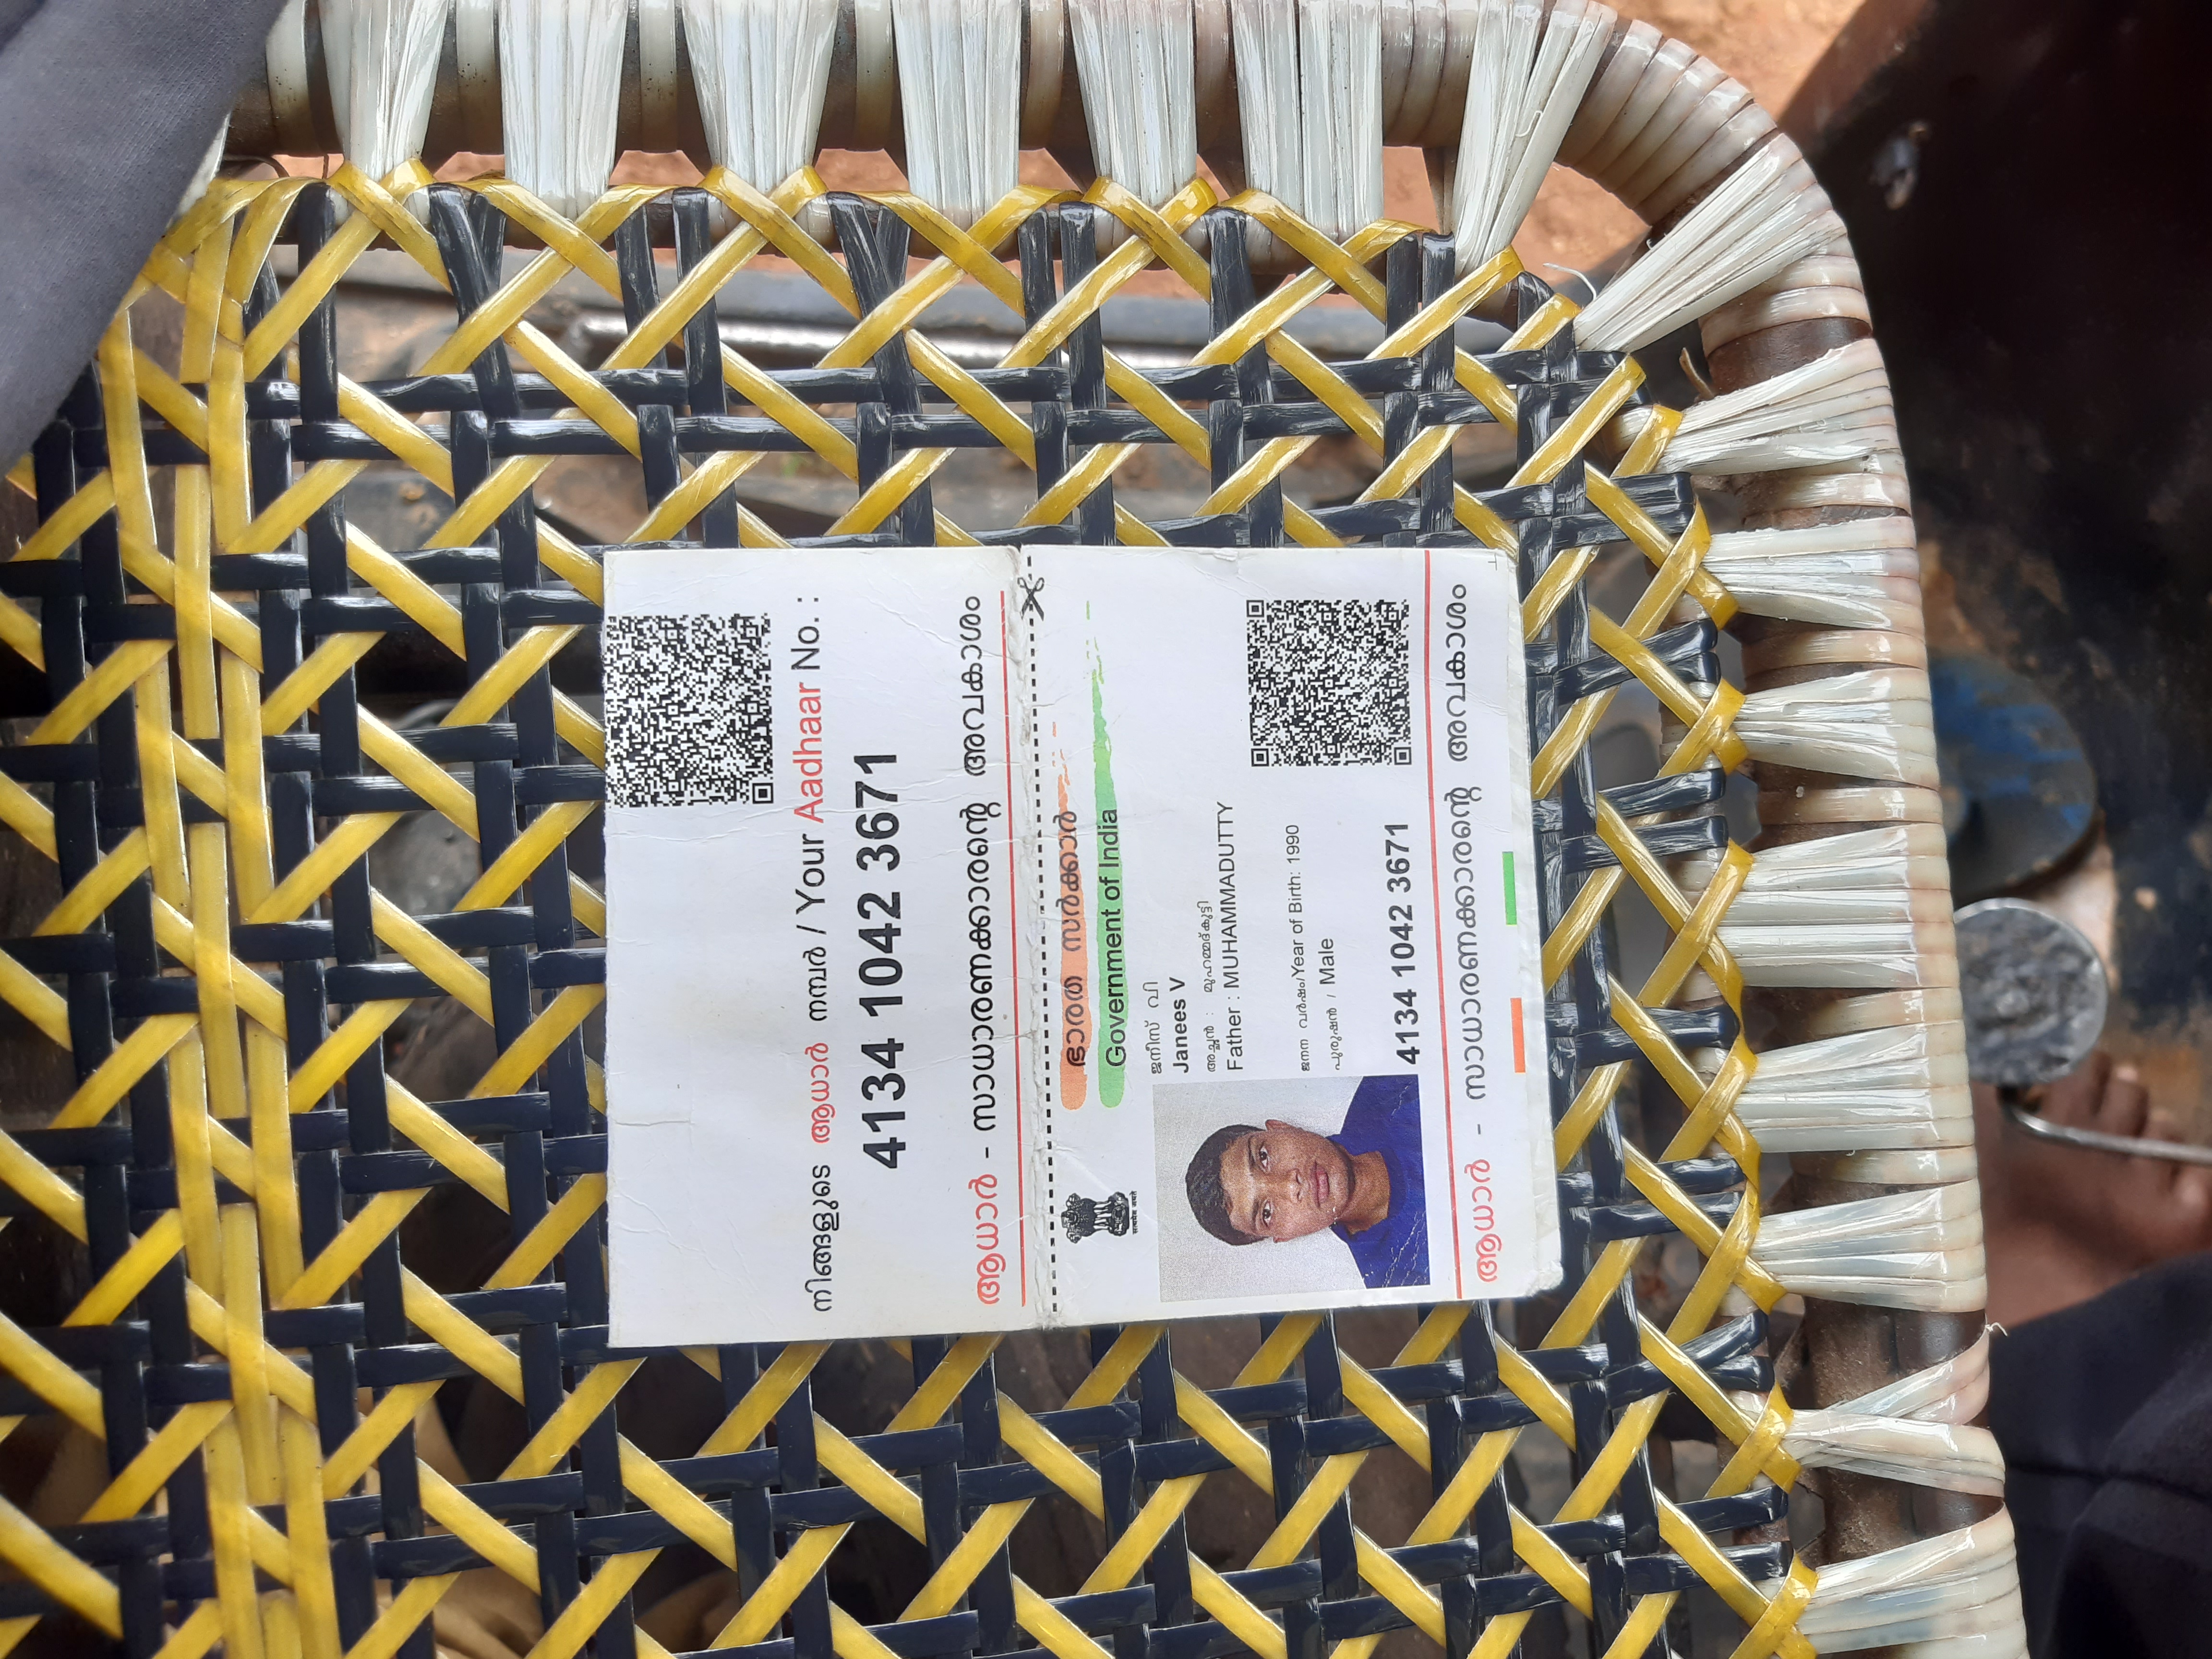 നിങ്ങളുടെ ആധാർ നമ്പർ / Your Aadhaar No. :
4134 1042 3671
ആധാർ - സാധാരണക്കാരന്റെ അവകാശം
ഭാരത സർക്കാർ
Government of India
ജനീസ് വി
Janees V
അച്ഛൻ : മുഹമ്മദ്കുട്ടി
Father : MUHAMMADUTTY
ജനന വർഷം/Year of Birth: 1990
പുരുഷൻ / Male
4134 1042 3671
ആധാർ - സാധാരണക്കാരന്റെ അവകാശം